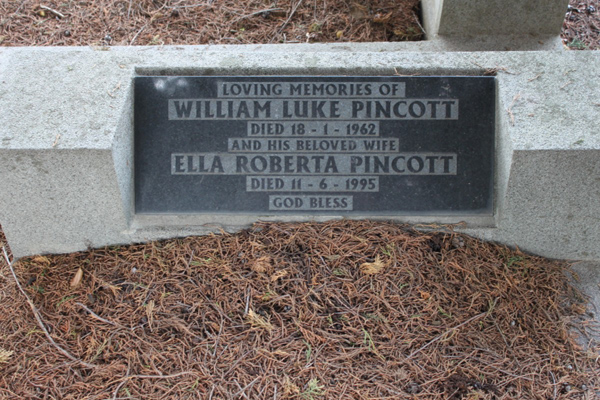 LOVING MEMORIES OF
WILLIAM LUKE PINCOTT
DIED 18 - 1 - 1962
AND HIS BELOVED WIFE
ELLA ROBERTA PINCOTT
DIED 11 - 6 - 1995
GOD BLESS